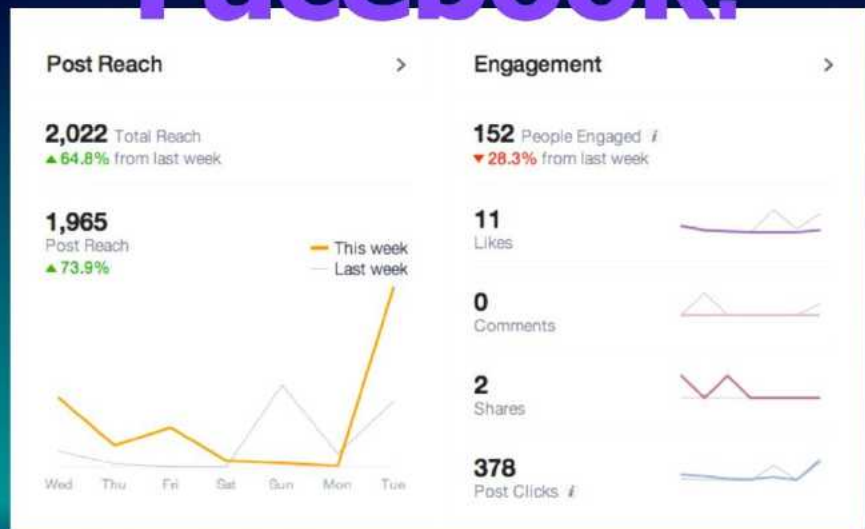 Facebook!
Post Reach >
2,022 Total Reach
▲64.8% from last week
1,965
Post Reach
▲73.9%
This week
Last week
Wed Thu Fri Sat Sun Mon Tue
Engagement >
152 People Engaged i
▼28.3% from last week
11
Likes
0
Comments
2
Shares
378
Post Clicks i